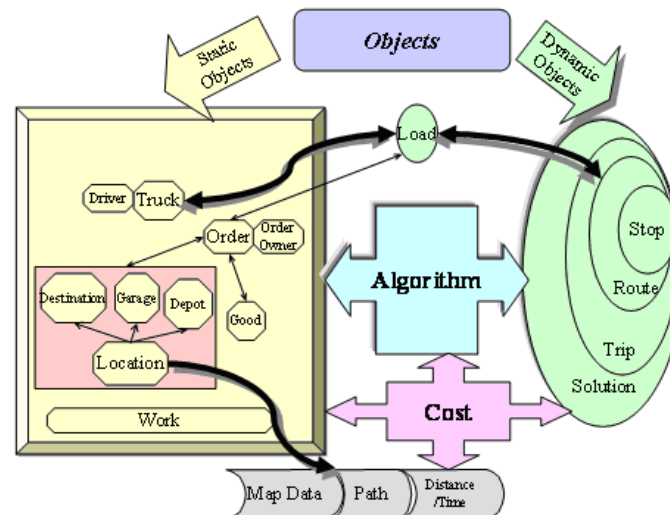 Objects
Static
Objects
Dynamic
Objects
Load
Driver
Truck
Order
Order
Owner
Stop
Algorithm
Destination
Garage
Depot
Good
Route
Location
Trip
Solution
Work
Cost
Map Data
Path
Distance
/Time